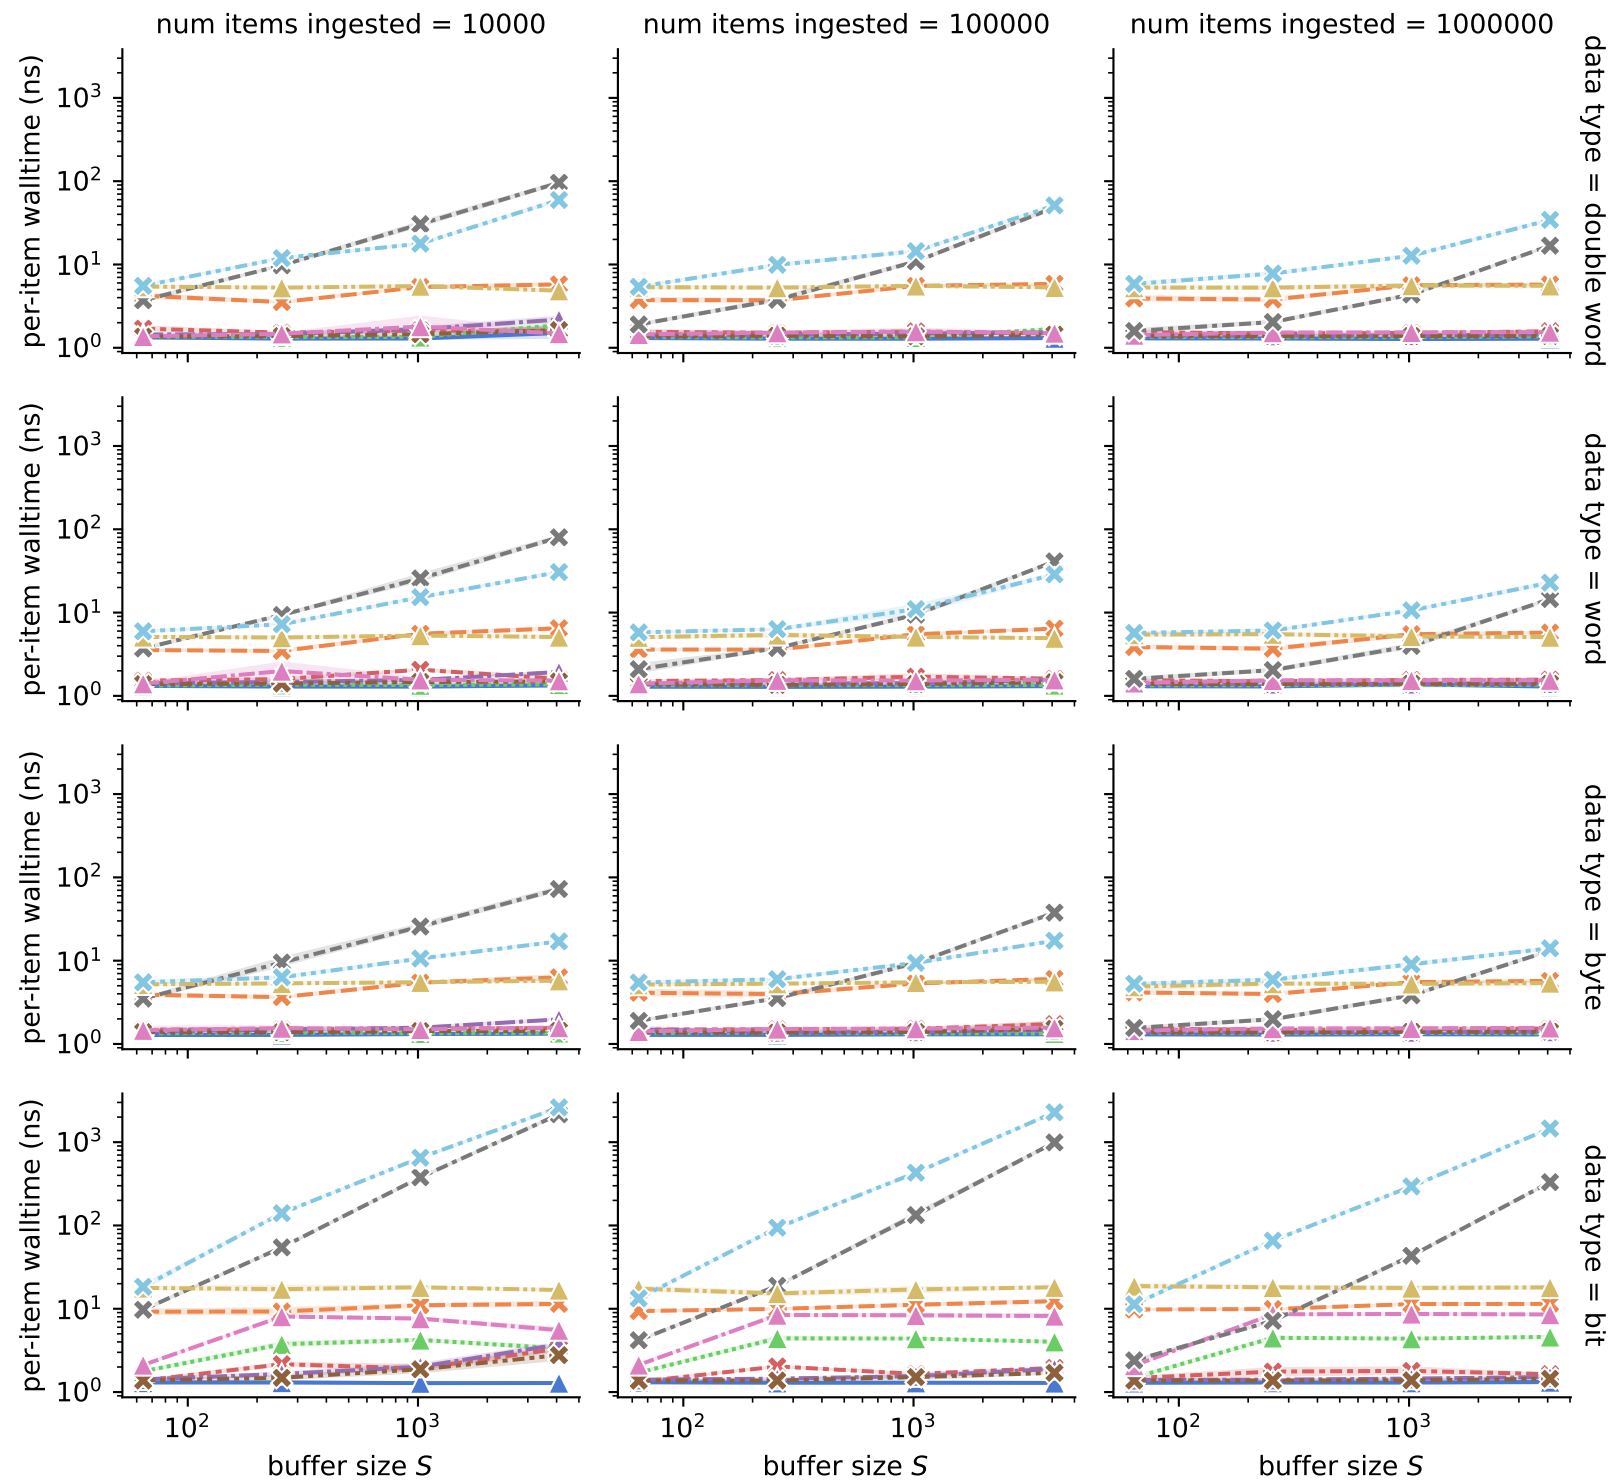 num items ingested = 10000
num items ingested = 100000
num items ingested = 1000000
per-item walltime (ns)
10³
10²
10¹
10⁰
data type = double word
per-item walltime (ns)
10³
10²
10¹
10⁰
data type = word
per-item walltime (ns)
10³
10²
10¹
10⁰
data type = byte
per-item walltime (ns)
10³
10²
10¹
10⁰
data type = bit
10² 10³
10² 10³
10² 10³
buffer size S
buffer size S
buffer size S